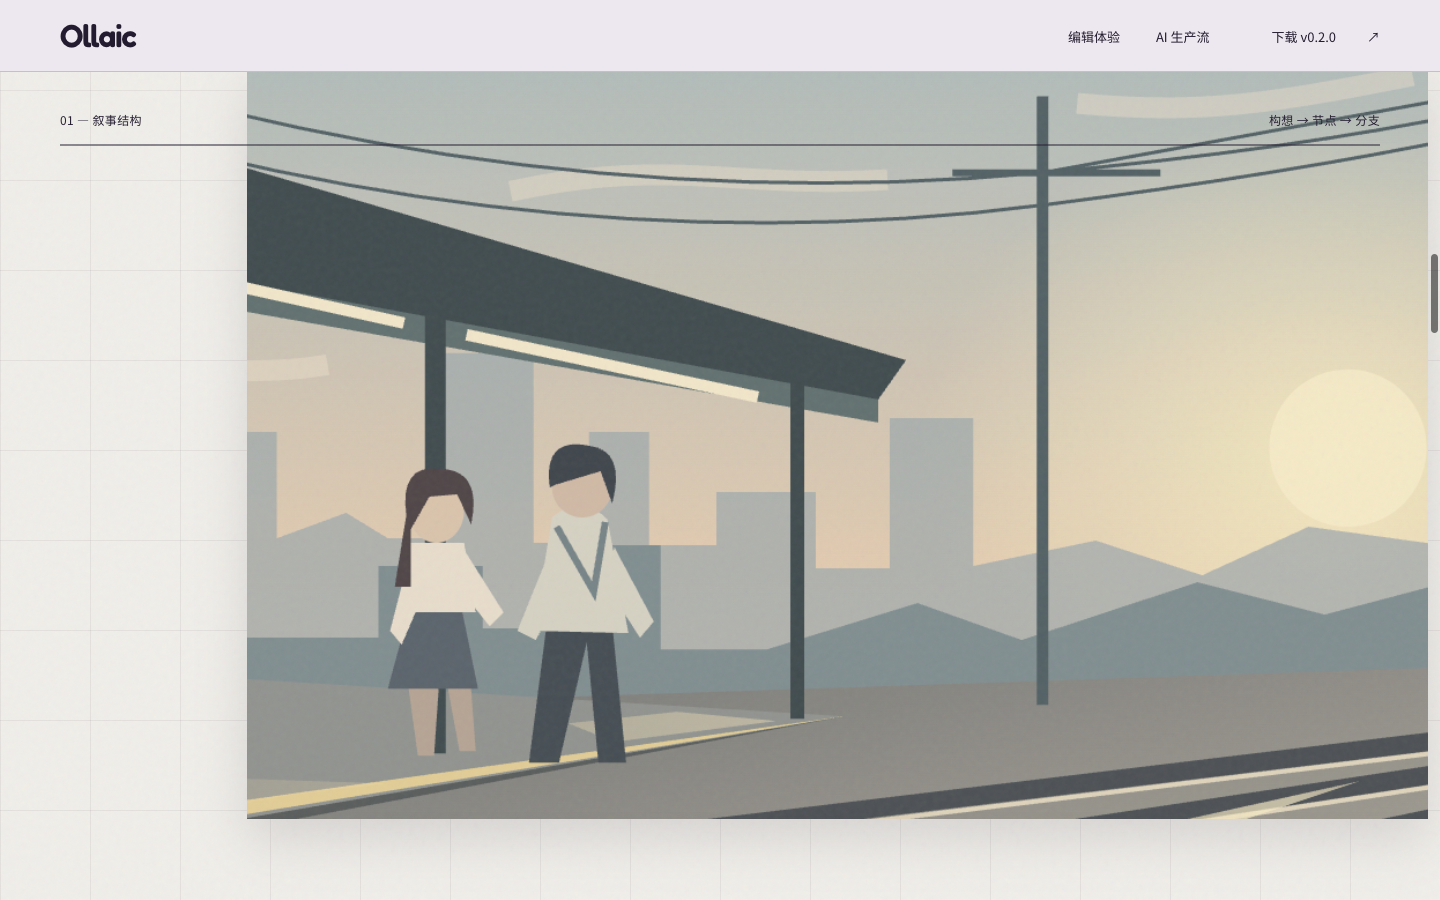 Ollaic
编辑体验
AI 生产流
下载 v0.2.0
↗
01 — 叙事结构
构想 → 节点 → 分支